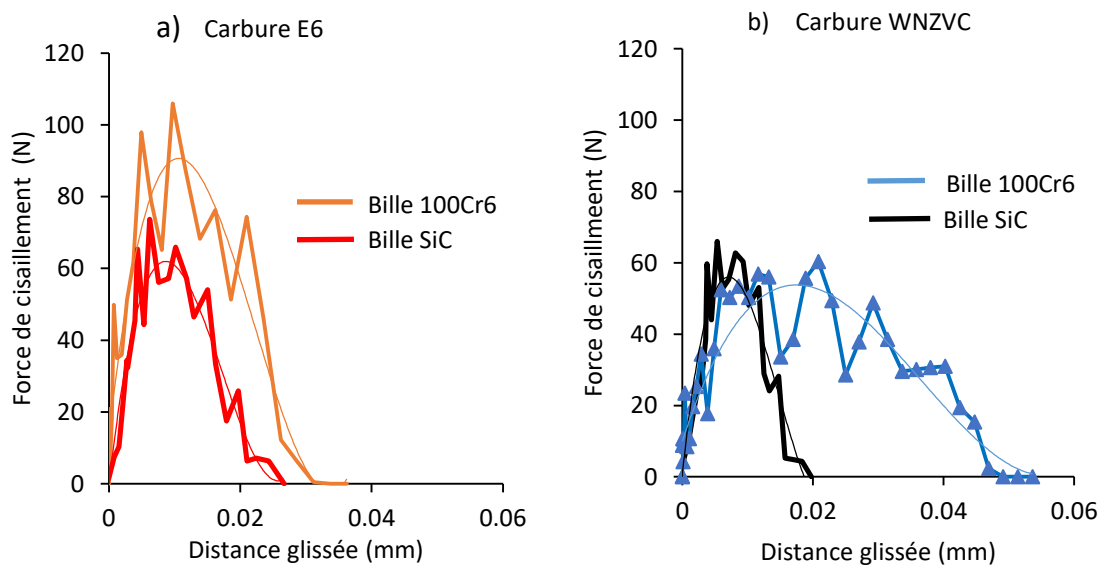 a) Carbure E6
120
100
80
60
40
20
0
0
0.02
0.04
0.06
Force de cisaillement (N)
Distance glissée (mm)
Bille 100Cr6
Bille SiC
b) Carbure WNZVC
120
100
80
60
40
20
0
0
0.02
0.04
0.06
Force de cisaillmeent (N)
Distance glissée (mm)
Bille 100Cr6
Bille SiC